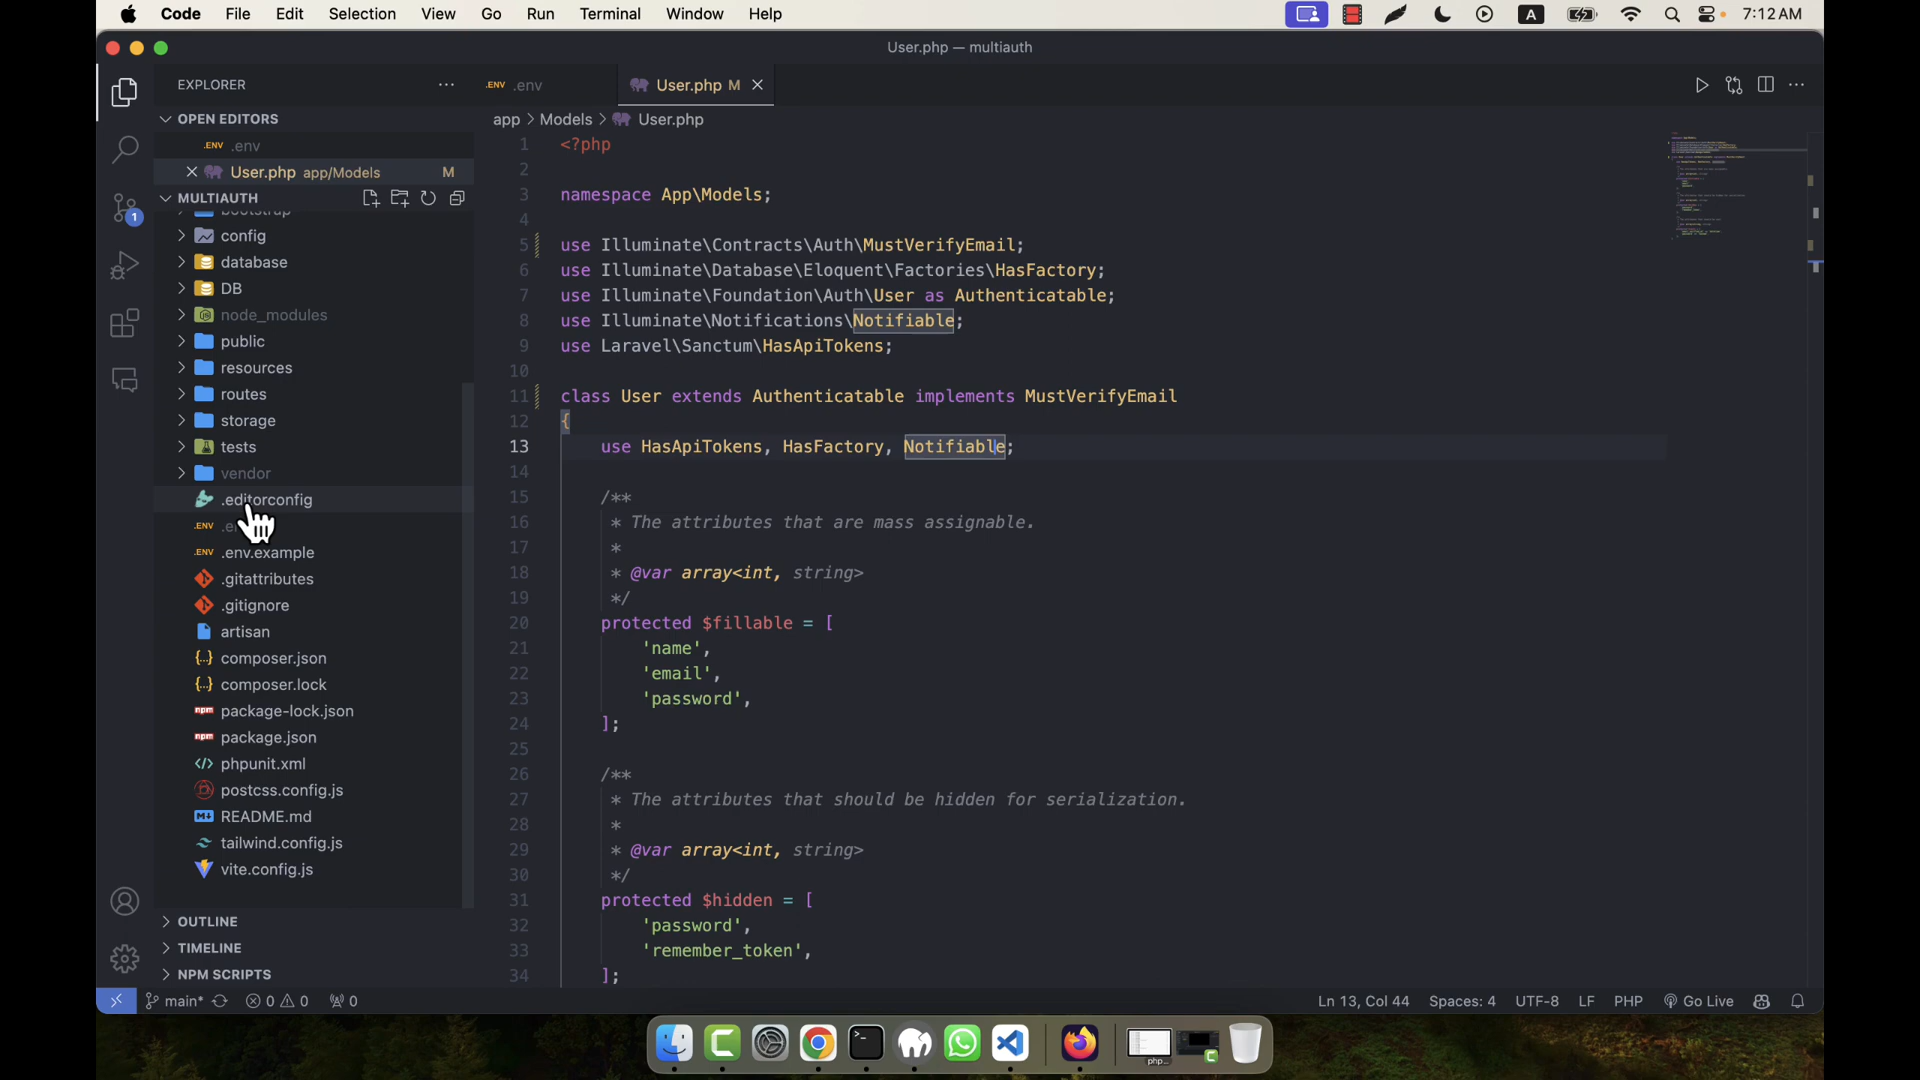 Code File Edit Selection View Go Run Terminal Window Help A 7:12 AM
User.php — multiauth
EXPLORER
.ENV .env
User.php M
OPEN EDITORS
.ENV .env
User.php app/Models M
MULTIAUTH
bootstrap
config
database
DB
node_modules
public
resources
routes
storage
tests
vendor
.editorconfig
.ENV
.ENV .env.example
.gitattributes
.gitignore
artisan
{..} composer.json
{..} composer.lock
npm package-lock.json
npm package.json
phpunit.xml
postcss.config.js
README.md
tailwind.config.js
vite.config.js
OUTLINE
TIMELINE
NPM SCRIPTS
1
app > Models > User.php
1 <?php
2
3 namespace App\Models;
4
5 use Illuminate\Contracts\Auth\MustVerifyEmail;
6 use Illuminate\Database\Eloquent\Factories\HasFactory;
7 use Illuminate\Foundation\Auth\User as Authenticatable;
8 use Illuminate\Notifications\Notifiable;
9 use Laravel\Sanctum\HasApiTokens;
10
11 class User extends Authenticatable implements MustVerifyEmail
12 {
13 use HasApiTokens, HasFactory, Notifiable;
14
15 /**
16 * The attributes that are mass assignable.
17 *
18 * @var array<int, string>
19 */
20 protected $fillable = [
21 'name',
22 'email',
23 'password',
24 ];
25
26 /**
27 * The attributes that should be hidden for serialization.
28 *
29 * @var array<int, string>
30 */
31 protected $hidden = [
32 'password',
33 'remember_token',
34 ];
main* 0 0 0
Ln 13, Col 44 Spaces: 4 UTF-8 LF PHP Go Live
php...